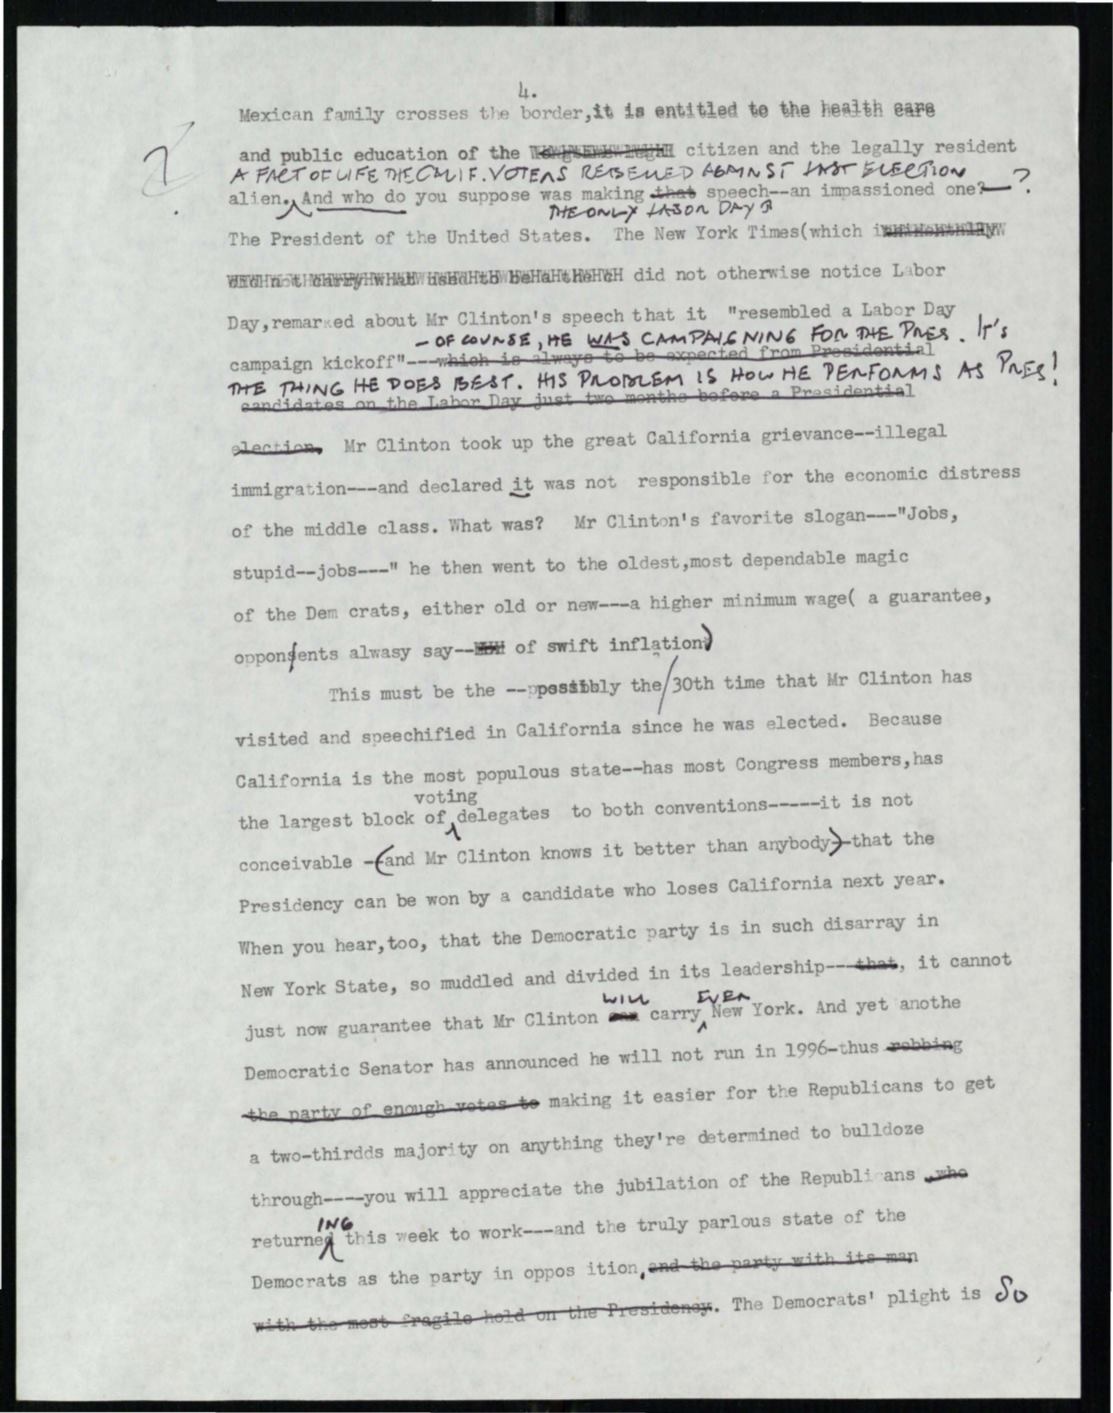 4.
Mexican family crosses the border,it is entitled to the health care
and public education of the citizen and the legally resident
A FACT OF LIFE THE CALIF. VOTERS REBELLED AGAINST LAST ELECTION
alien. And who do you suppose was making that speech--an impassioned one?—?
THE ONLY LABOR DAY
The President of the United States. The New York Times(which
did not otherwise notice Labor
Day,remarked about Mr Clinton's speech that it "resembled a Labor Day
- OF COURSE, HE WAS CAMPAIGNING FOR THE PRES. It's
campaign kickoff"---which is always to be expected from Presidential
THE THING HE DOES BEST. HIS PROBLEM IS HOW HE PERFORMS AS PRES!
candidates on the Labor Day just two months before a Presidential
election. Mr Clinton took up the great California grievance--illegal
immigration---and declared it was not responsible for the economic distress
of the middle class. What was? Mr Clinton's favorite slogan---"Jobs,
stupid--jobs---" he then went to the oldest,most dependable magic
of the Dem crats, either old or new---a higher minimum wage( a guarantee,
opponsents alwasy say-- of swift inflation)
This must be the --possibly the/30th time that Mr Clinton has
visited and speechified in California since he was elected. Because
California is the most populous state--has most Congress members,has
voting
the largest block of delegates to both conventions-----it is not
conceivable -(and Mr Clinton knows it better than anybody)-that the
Presidency can be won by a candidate who loses California next year.
When you hear,too, that the Democratic party is in such disarray in
New York State, so muddled and divided in its leadership---that, it cannot
WILL EVEN
just now guarantee that Mr Clinton can carry New York. And yet anothe
Democratic Senator has announced he will not run in 1996-thus robbing
the party of enough votes to making it easier for the Republicans to get
a two-thirdds majority on anything they're determined to bulldoze
through----you will appreciate the jubilation of the Republicans ,who
ING
returned this week to work---and the truly parlous state of the
Democrats as the party in oppos ition,and the party with its man
with the most fragile hold on the Presidency. The Democrats' plight is So